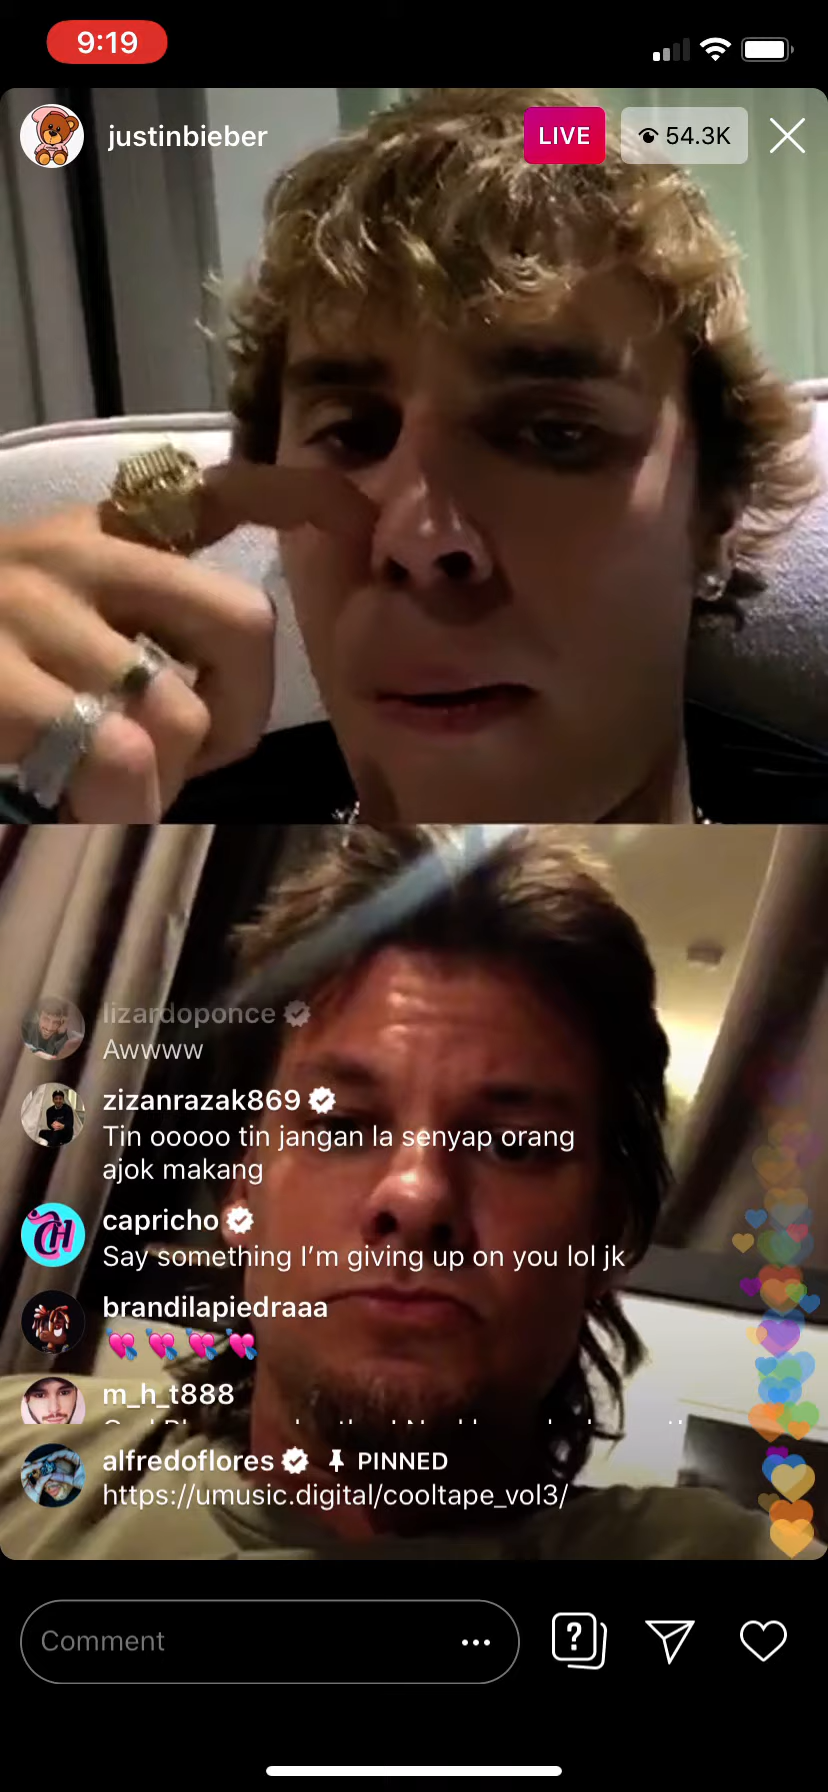 9:19
justinbieber
LIVE
54.3K
lizardoponce
Awwww
zizanrazak869
Tin ooooo tin jangan la senyap orang
ajok makang
capricho
Say something I'm giving up on you lol jk
brandilapiedraaa
💘 💘 💘 💘
m_h_t888
alfredoflores PINNED
https://umusic.digital/cooltape_vol3/
Comment